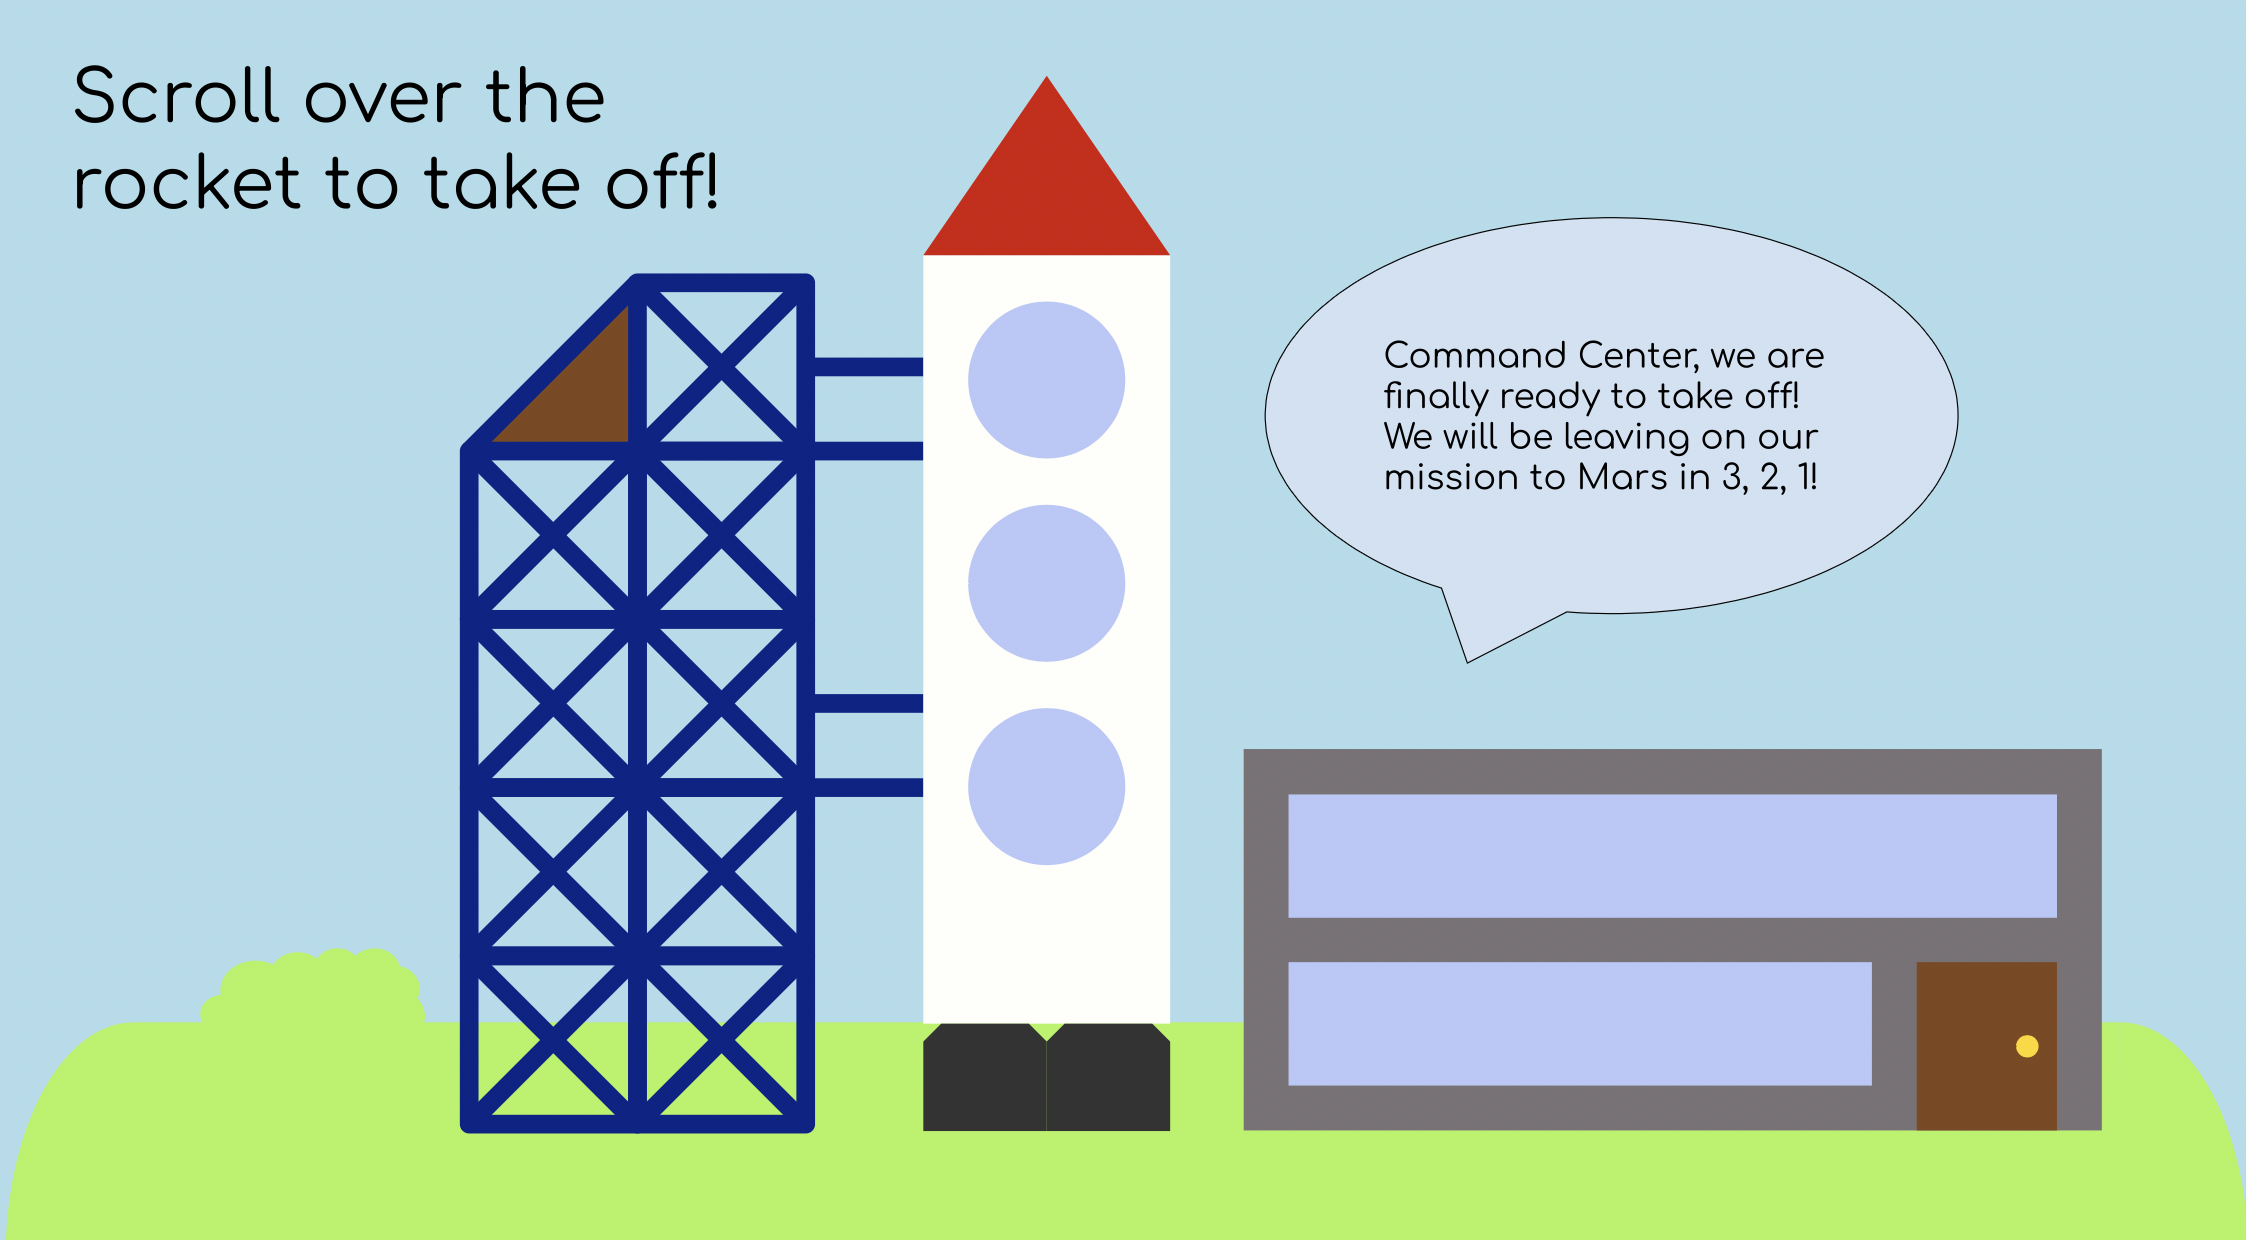 Scroll over the
rocket to take off!
Command Center, we are
finally ready to take off!
We will be leaving on our
mission to Mars in 3, 2, 1!